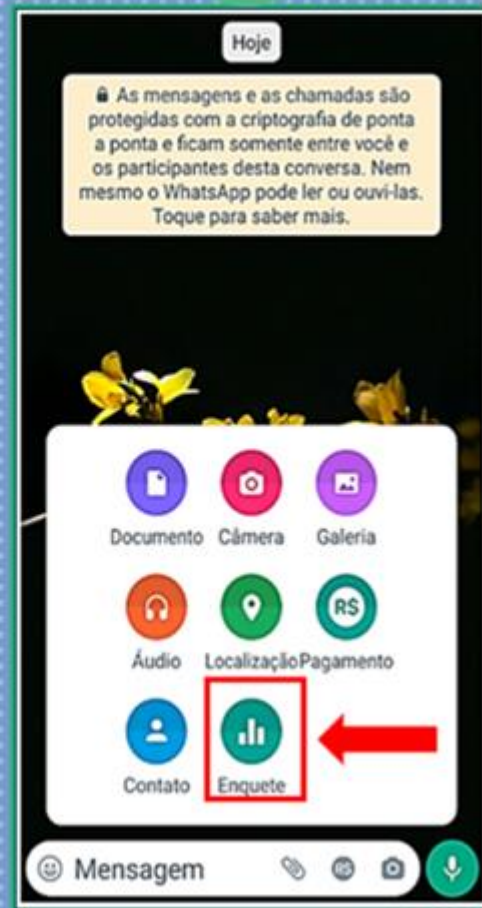 Hoje
As mensagens e as chamadas são
protegidas com a criptografia de ponta
a ponta e ficam somente entre você e
os participantes desta conversa. Nem
mesmo o WhatsApp pode ler ou ouvi-las.
Toque para saber mais.
Documento Câmera Galeria
R$
Áudio Localização Pagamento
Contato Enquete
Mensagem